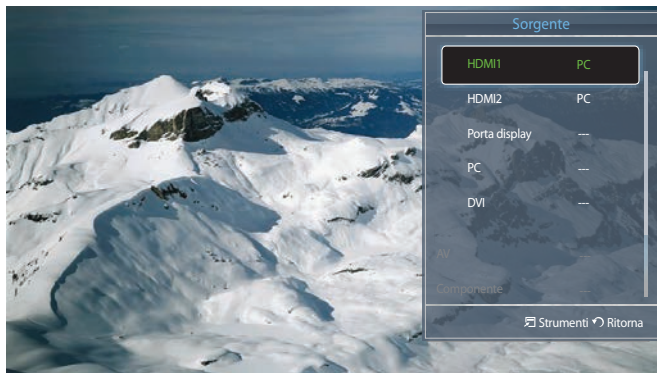 Sorgente
HDMI1 PC
HDMI2 PC
Porta display ---
PC ---
DVI ---
AV ---
Componente ---
Strumenti Ritorna